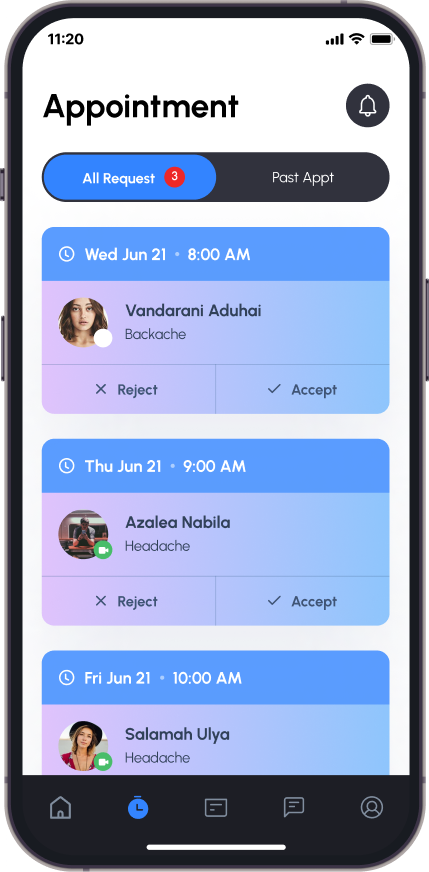 11:20
Appointment
All Request 3 Past Appt
Wed Jun 21 • 8:00 AM
Vandarani Aduhai
Backache
Reject Accept
Thu Jun 21 • 9:00 AM
Azalea Nabila
Headache
Reject Accept
Fri Jun 21 • 10:00 AM
Salamah Ulya
Headache